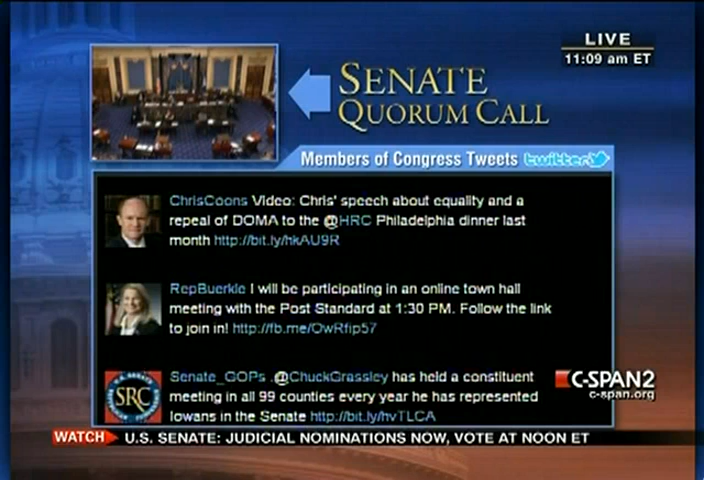 LIVE
11:09 am ET
SENATE
QUORUM CALL
Members of Congress Tweets twitter
ChrisCoons Video: Chris' speech about equality and a
repeal of DOMA to the @HRC Philadelphia dinner last
month http://bit.ly/hkAU9R
RepBuerkle I will be participating in an online town hall
meeting with the Post Standard at 1:30 PM. Follow the link
to join in! http://fb.me/OwRfip57
Senate_GOPs .@ChuckGrassley has held a constituent
meeting in all 99 counties every year he has represented
Iowans in the Senate http://bit.ly/hvTLCA
U.S. SENATE
SRC
C-SPAN2
c-span.org
WATCH U.S. SENATE: JUDICIAL NOMINATIONS NOW, VOTE AT NOON ET